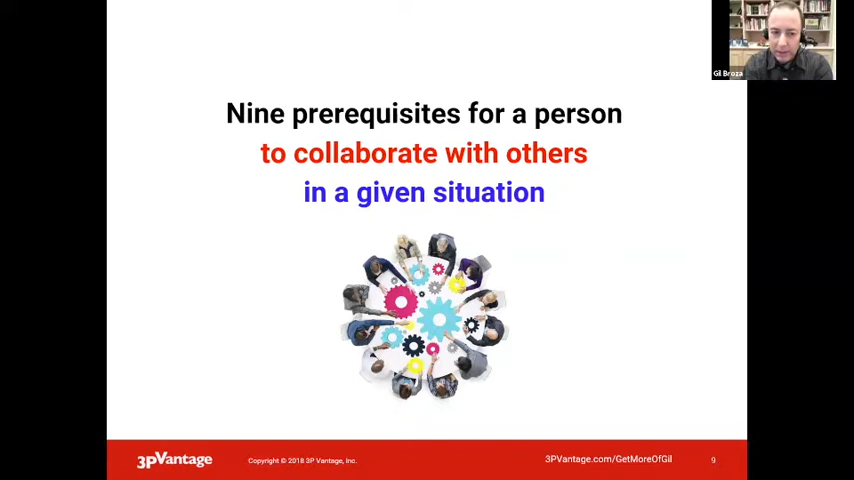 Gil Broza
Nine prerequisites for a person
to collaborate with others
in a given situation
3PVantage
Copyright © 2018 3P Vantage, Inc.
3PVantage.com/GetMoreOfGil
9